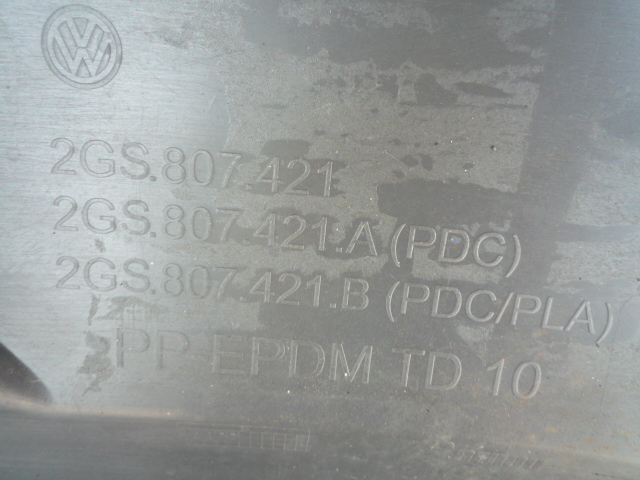 2GS.807.421
2GS.807.421.A (PDC)
2GS.807.421.B (PDC/PLA)
PP EPDM TD 10